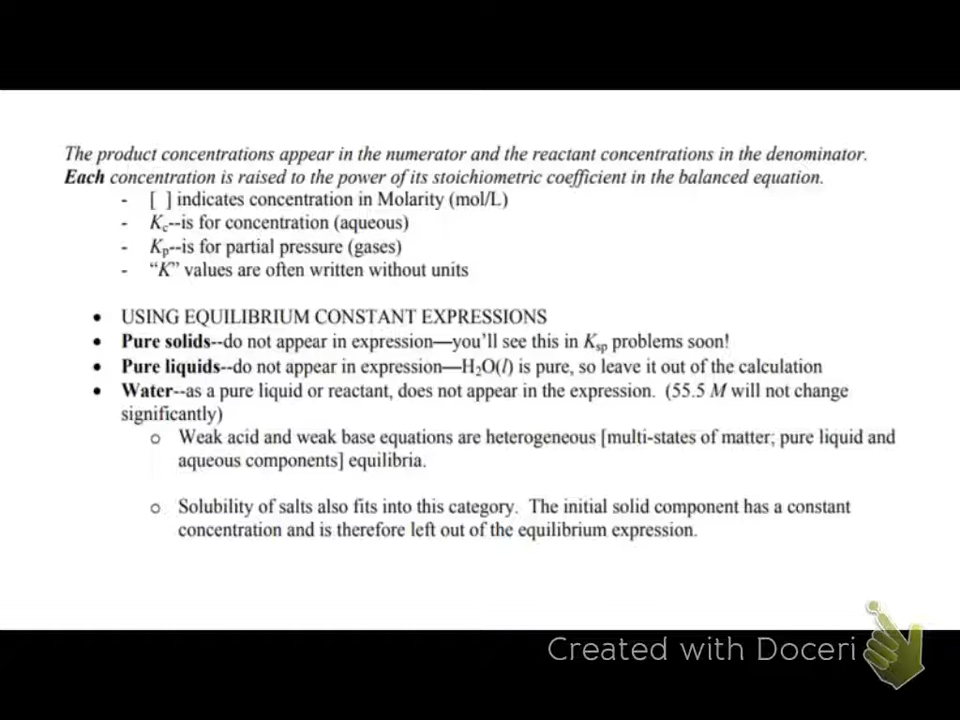 The product concentrations appear in the numerator and the reactant concentrations in the denominator.
Each concentration is raised to the power of its stoichiometric coefficient in the balanced equation.
- [ ] indicates concentration in Molarity (mol/L)
- Kc--is for concentration (aqueous)
- Kp--is for partial pressure (gases)
- “K” values are often written without units
• USING EQUILIBRIUM CONSTANT EXPRESSIONS
• Pure solids--do not appear in expression—you’ll see this in Ksp problems soon!
• Pure liquids--do not appear in expression—H₂O(l) is pure, so leave it out of the calculation
• Water--as a pure liquid or reactant, does not appear in the expression. (55.5 M will not change
significantly)
o Weak acid and weak base equations are heterogeneous [multi-states of matter; pure liquid and
aqueous components] equilibria.
o Solubility of salts also fits into this category. The initial solid component has a constant
concentration and is therefore left out of the equilibrium expression.
Created with Doceri